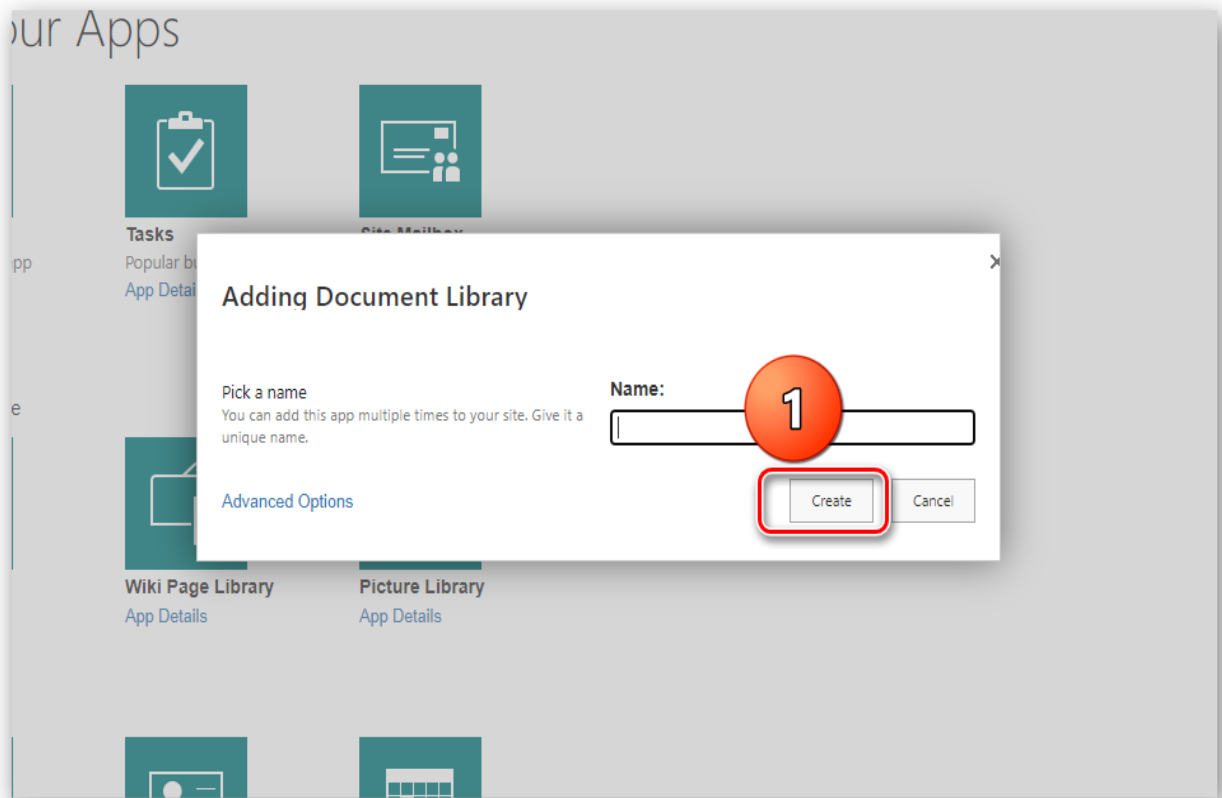 our Apps
Tasks
Site Mailbox
Popular bu
pp
App Detai
Adding Document Library
Pick a name
You can add this app multiple times to your site. Give it a
unique name.
Name:
1
Advanced Options
Create
Cancel
e
Wiki Page Library
App Details
Picture Library
App Details